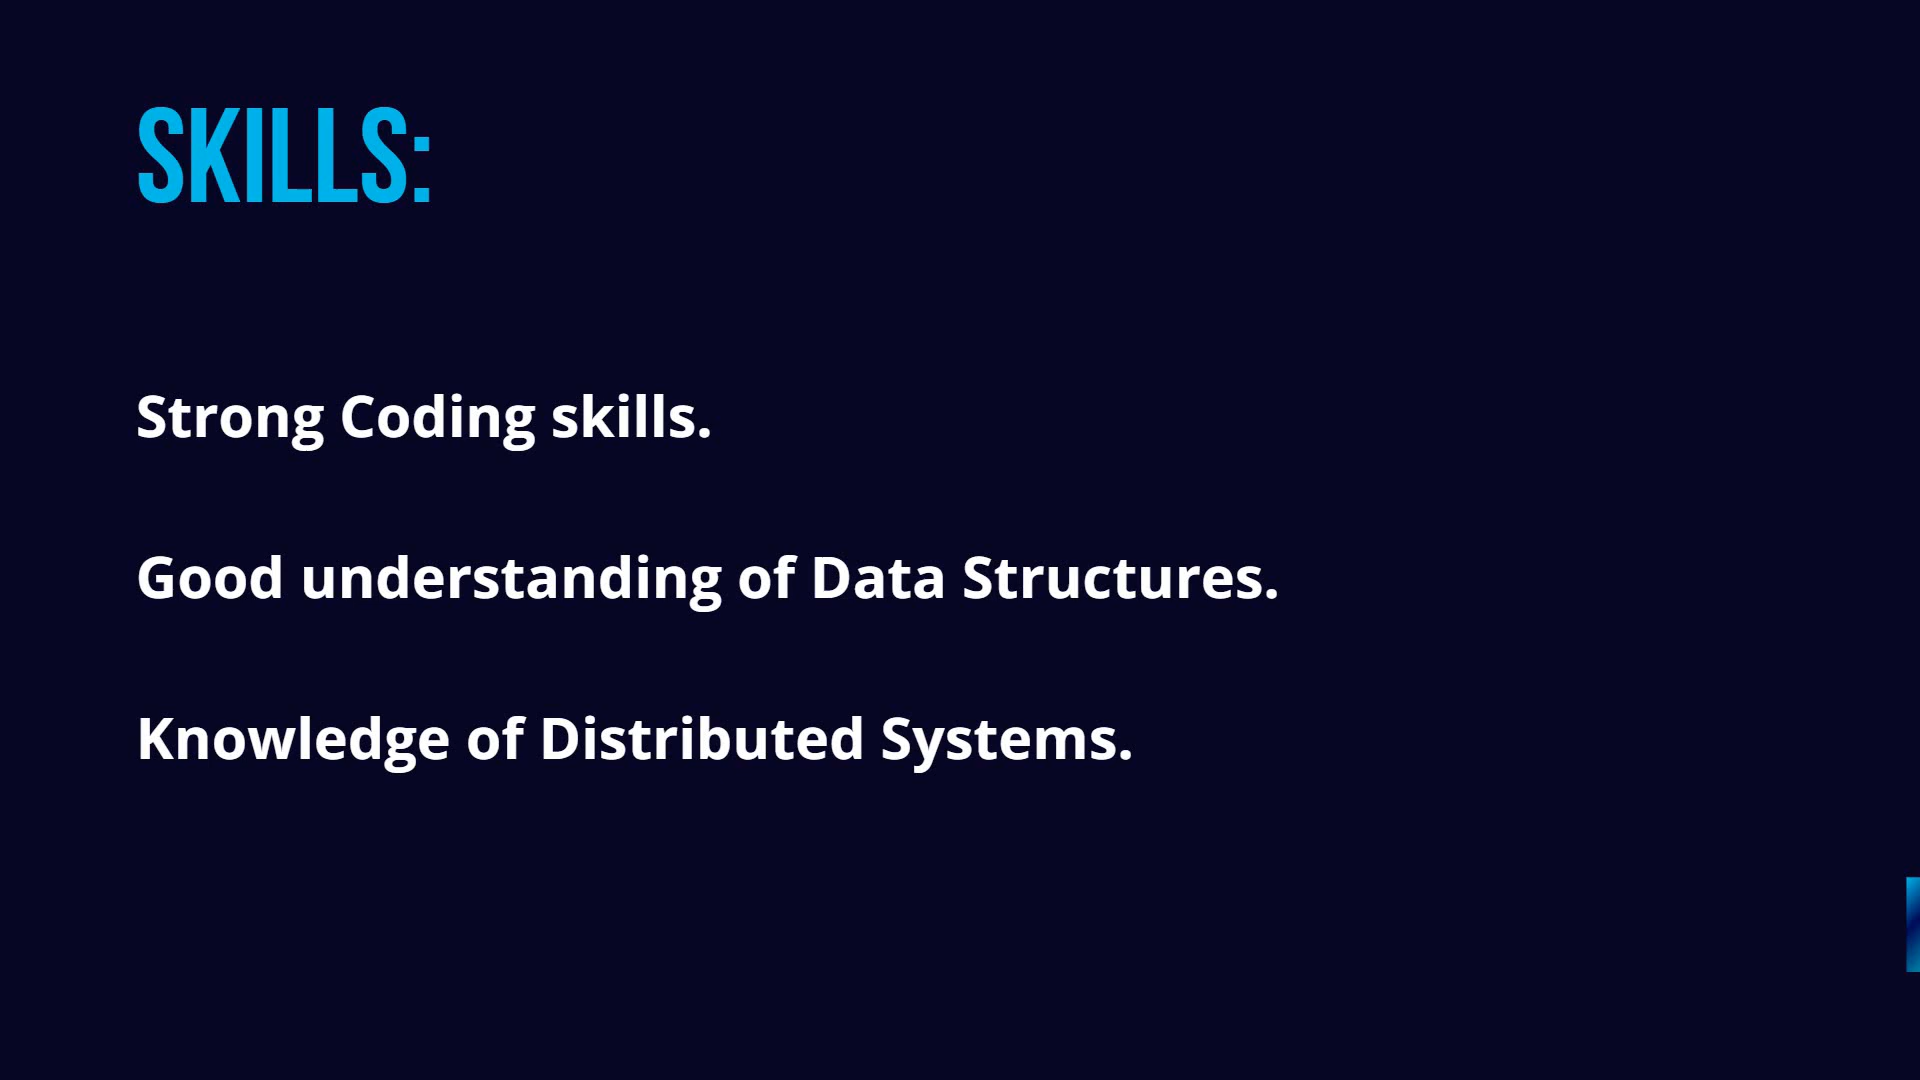 SKILLS:
Strong Coding skills.
Good understanding of Data Structures.
Knowledge of Distributed Systems.